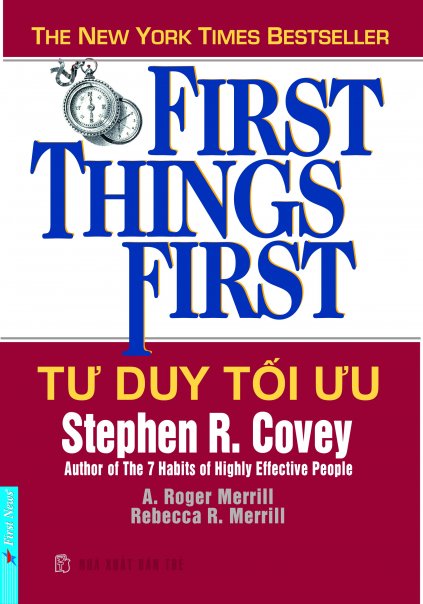 THE NEW YORK TIMES BESTSELLER
FIRST
THINGS
FIRST
TƯ DUY TỐI ƯU
Stephen R. Covey
Author of The 7 Habits of Highly Effective People
A. Roger Merrill
Rebecca R. Merrill
First News
NHÀ XUẤT BẢN TRẺ